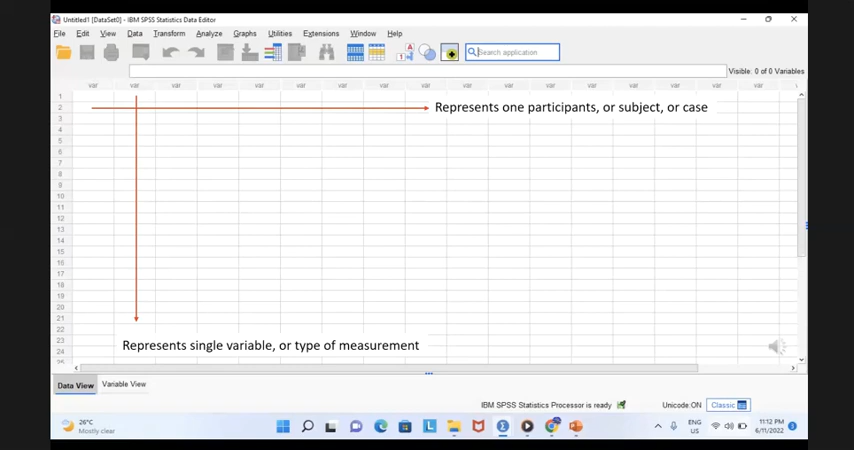 Untitled1 [DataSet0] - IBM SPSS Statistics Data Editor
File Edit View Data Transform Analyze Graphs Utilities Extensions Window Help
Search application
Visible: 0 of 0 Variables
var var var var var var var var var var var var var var var var var
1
2 Represents one participants, or subject, or case
3
4
5
6
7
8
9
10
11
12
13
14
15
16
17
18
19
20
21
22
23 Represents single variable, or type of measurement
24
25
Data View Variable View
IBM SPSS Statistics Processor is ready Unicode:ON Classic
26°C
Mostly clear
ENG
US
11:12 PM
6/11/2022